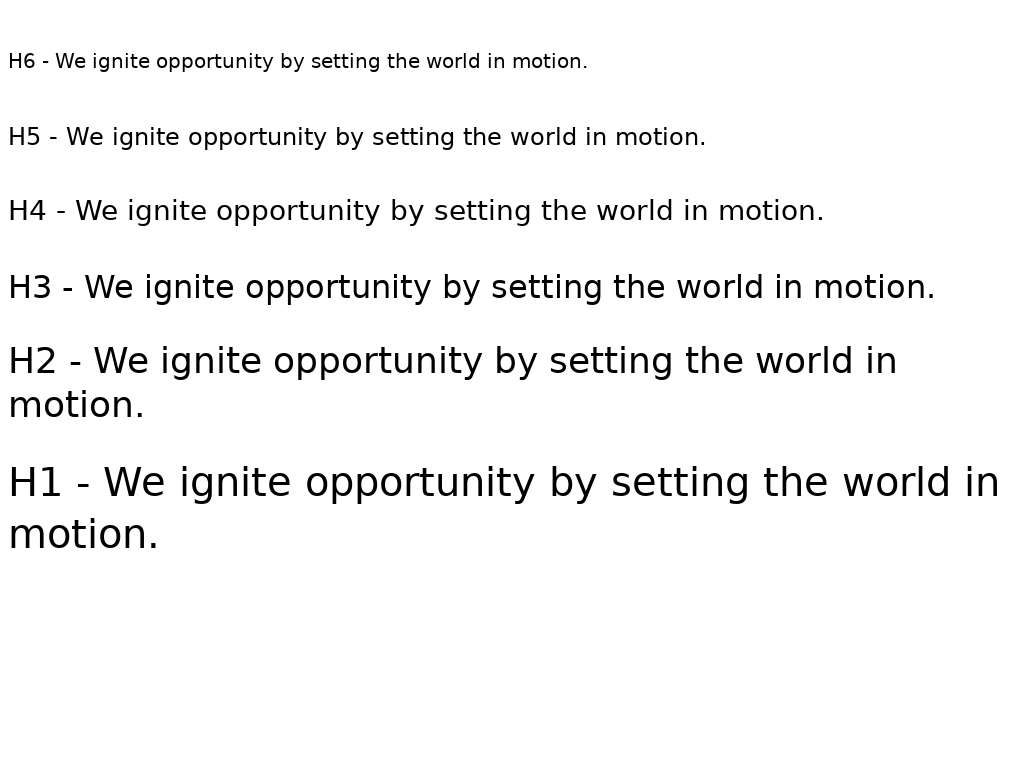 H6 - We ignite opportunity by setting the world in motion.
H5 - We ignite opportunity by setting the world in motion.
H4 - We ignite opportunity by setting the world in motion.
H3 - We ignite opportunity by setting the world in motion.
H2 - We ignite opportunity by setting the world in
motion.
H1 - We ignite opportunity by setting the world in
motion.